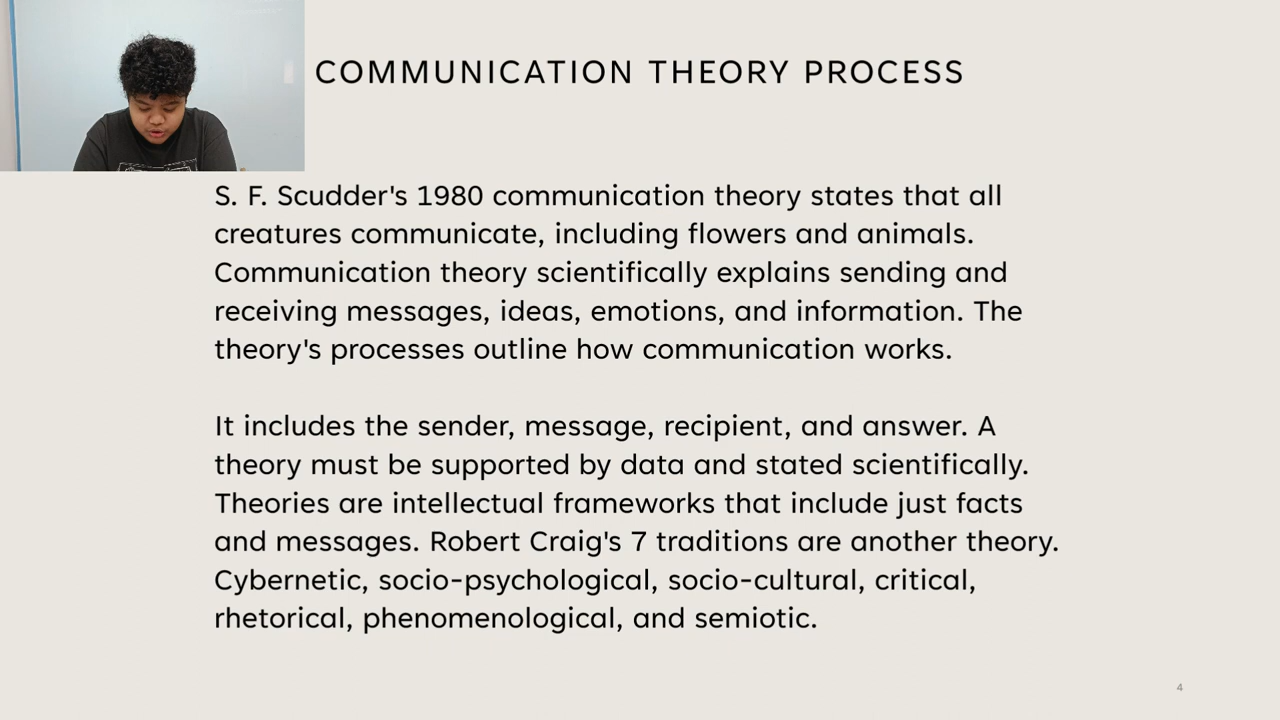 COMMUNICATION THEORY PROCESS
S. F. Scudder's 1980 communication theory states that all
creatures communicate, including flowers and animals.
Communication theory scientifically explains sending and
receiving messages, ideas, emotions, and information. The
theory's processes outline how communication works.
It includes the sender, message, recipient, and answer. A
theory must be supported by data and stated scientifically.
Theories are intellectual frameworks that include just facts
and messages. Robert Craig's 7 traditions are another theory.
Cybernetic, socio-psychological, socio-cultural, critical,
rhetorical, phenomenological, and semiotic.
4